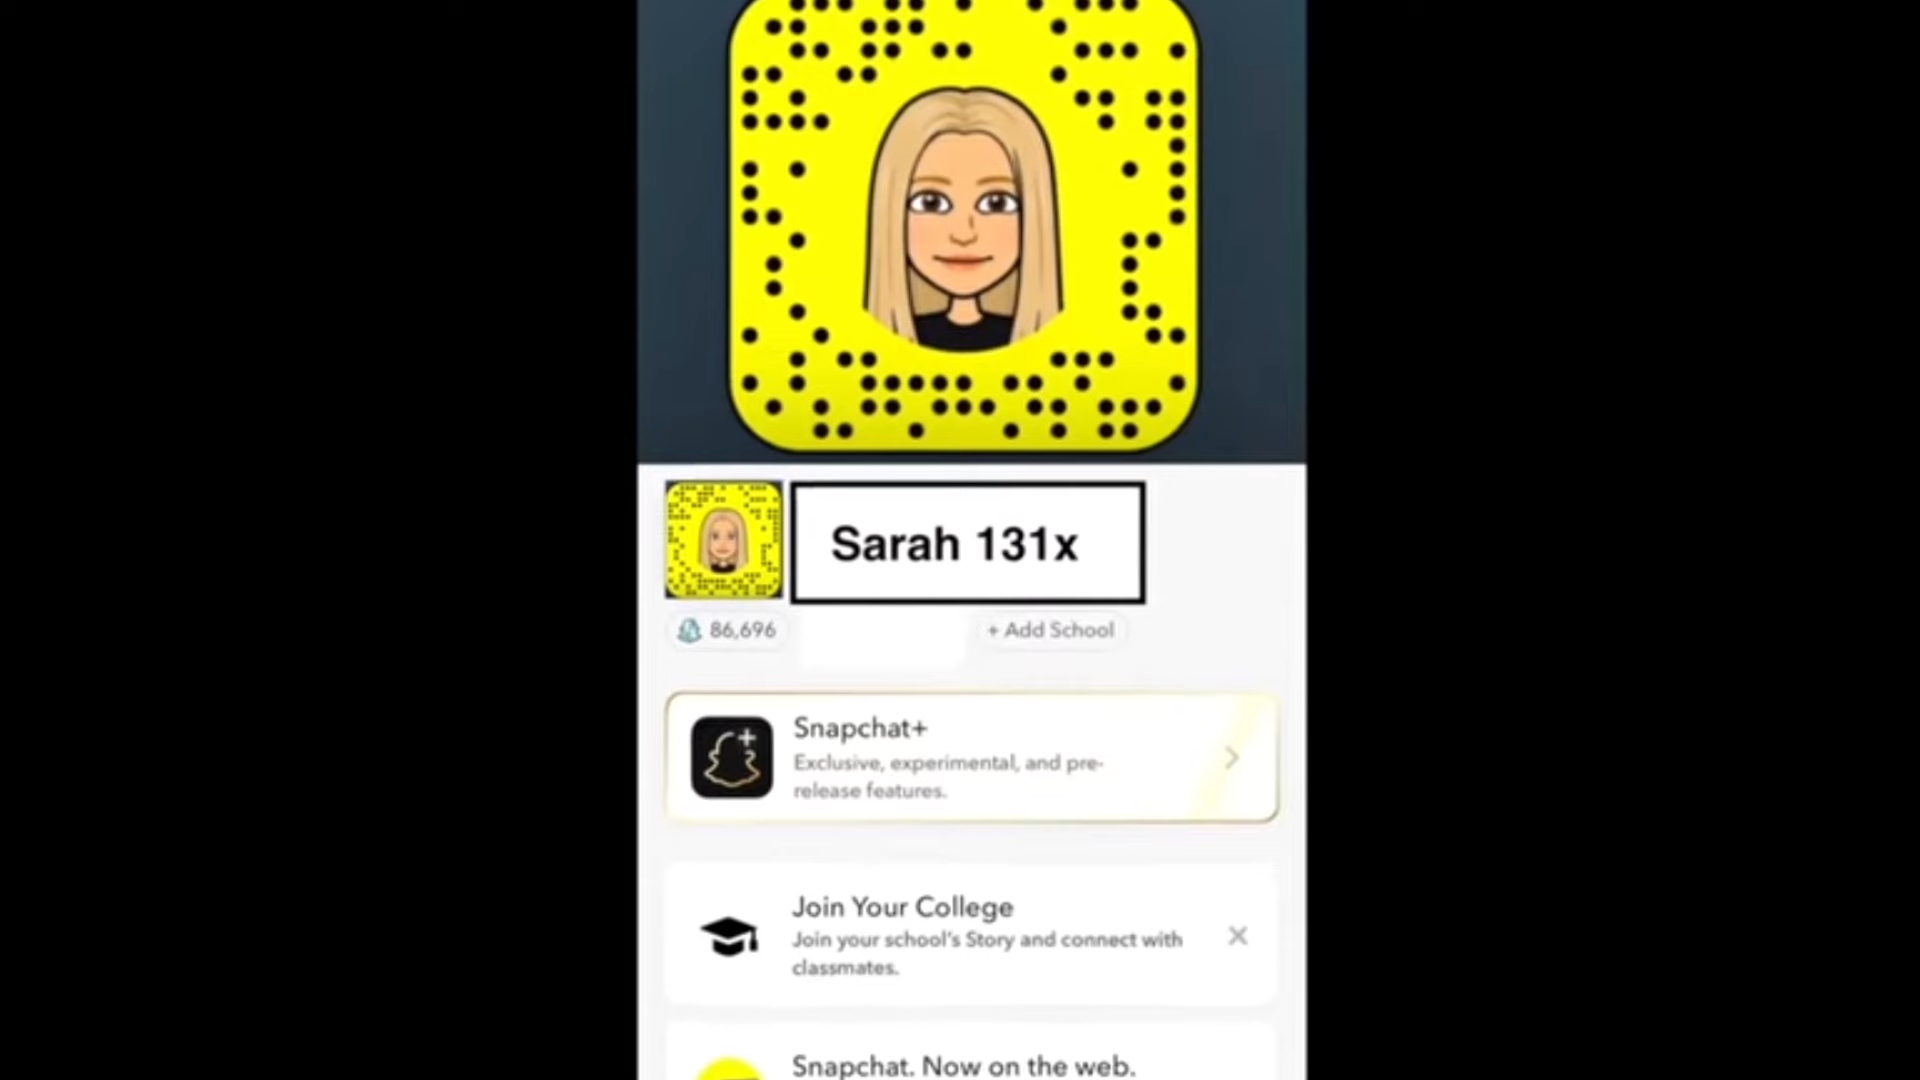 Sarah 131x
86,696
+ Add School
Snapchat+
Exclusive, experimental, and pre-
release features.
Join Your College
Join your school's Story and connect with
classmates.
Snapchat. Now on the web.